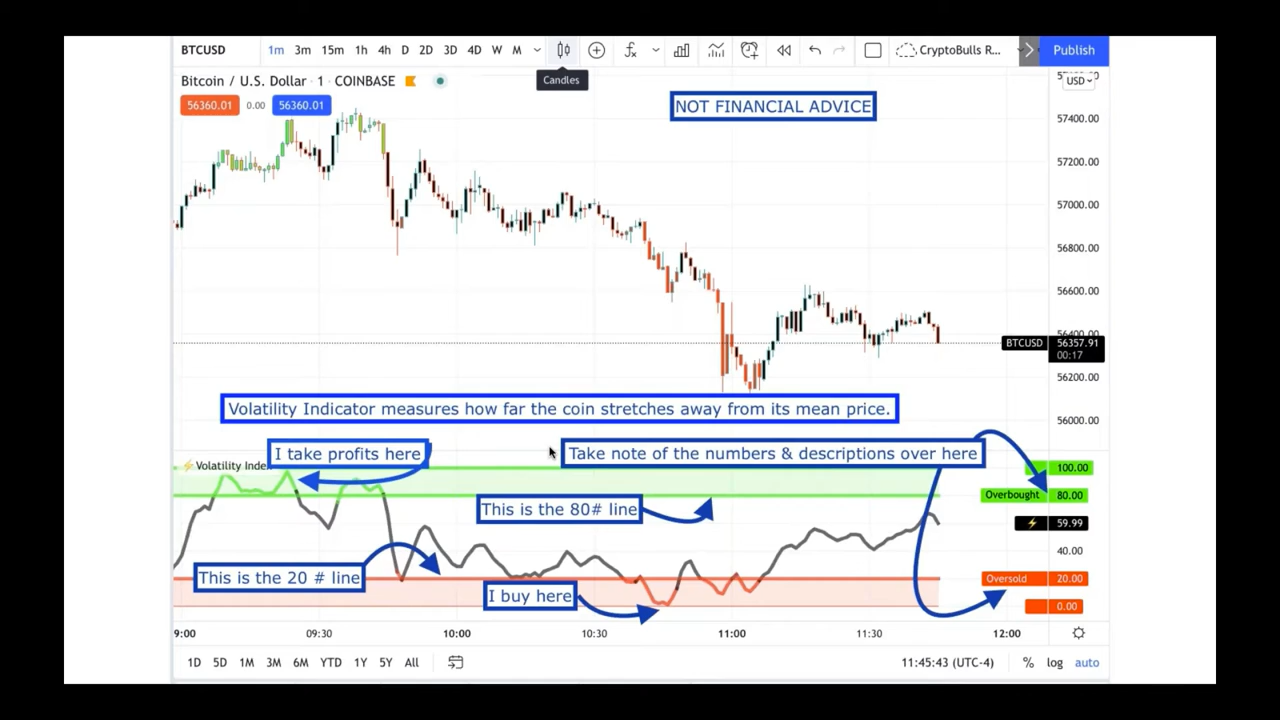 BTCUSD 1m 3m 15m 1h 4h D 2D 3D 4D W M CryptoBulls R... Publish
Candles
Bitcoin / U.S. Dollar · 1 · COINBASE
USD
56360.01 0.00 56360.01
NOT FINANCIAL ADVICE
57400.00
57200.00
57000.00
56800.00
56600.00
56400.00
BTCUSD 56357.91
00:17
56200.00
56000.00
Volatility Indicator measures how far the coin stretches away from its mean price.
I take profits here
Take note of the numbers & descriptions over here
Volatility Index
100.00
Overbought 80.00
This is the 80# line
59.99
40.00
This is the 20 # line
Oversold 20.00
I buy here
0.00
9:00 09:30 10:00 10:30 11:00 11:30 12:00
1D 5D 1M 3M 6M YTD 1Y 5Y All 11:45:43 (UTC-4) % log auto